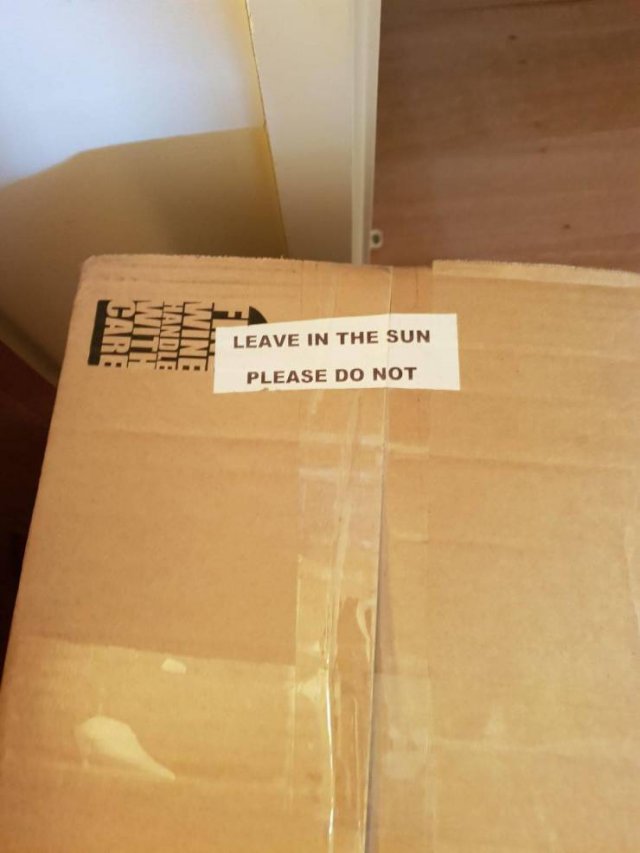 WINE
HANDLE
WITH
CARE
LEAVE IN THE SUN
PLEASE DO NOT